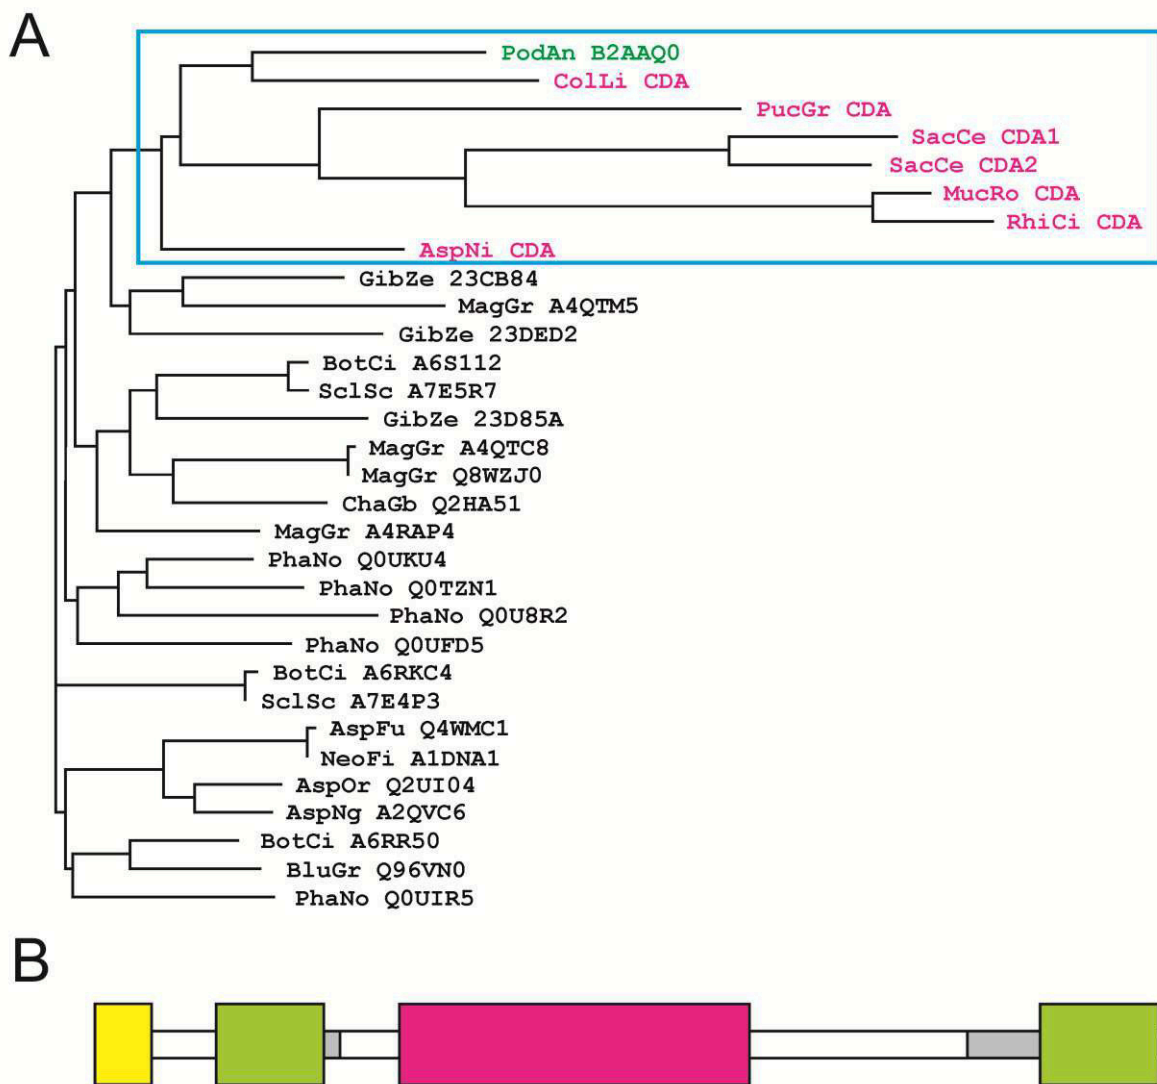 A
PodAn B2AAQ0
ColLi CDA
PucGr CDA
SacCe CDA1
SacCe CDA2
MucRo CDA
RhiCi CDA
AspNi CDA
GibZe 23CB84
MagGr A4QTM5
GibZe 23DED2
BotCi A6S112
SclSc A7E5R7
GibZe 23D85A
MagGr A4QTC8
MagGr Q8WZJ0
ChaGb Q2HA51
MagGr A4RAP4
PhaNo Q0UKU4
PhaNo Q0TZN1
PhaNo Q0U8R2
PhaNo Q0UFD5
BotCi A6RKC4
SclSc A7E4P3
AspFu Q4WMC1
NeoFi A1DNA1
AspOr Q2UI04
AspNg A2QVC6
BotCi A6RR50
BluGr Q96VN0
PhaNo Q0UIR5
B